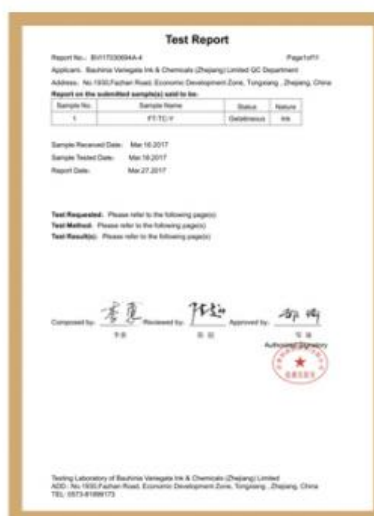 Test Report
Report No.: BVI17030694A-4 Page1of11
Applicant: Bauhinia Variegata Ink & Chemicals (Zhejiang) Limited QC Department
Address: No.1930,Fazhan Road, Economic Development Zone, Tongxiang , Zhejiang, China
Report on the submitted sample(s) said to be:
Sample No. Sample Name Status Nature
1 FT-TC-Y Gelatineous Ink
Sample Received Date: Mar.16.2017
Sample Tested Date: Mar.16.2017
Report Date: Mar.27.2017
Test Requested: Please refer to the following page(s)
Test Method: Please refer to the following page(s)
Test Result(s): Please refer to the following page(s)
Composed by: Reviewed by: Approved by:
Authorized Signatory
Testing Laboratory of Bauhinia Variegata Ink & Chemicals (Zhejiang) Limited
ADD: No.1930,Fazhan Road, Economic Development Zone, Tongxiang , Zhejiang, China
TEL: 0573-81899173